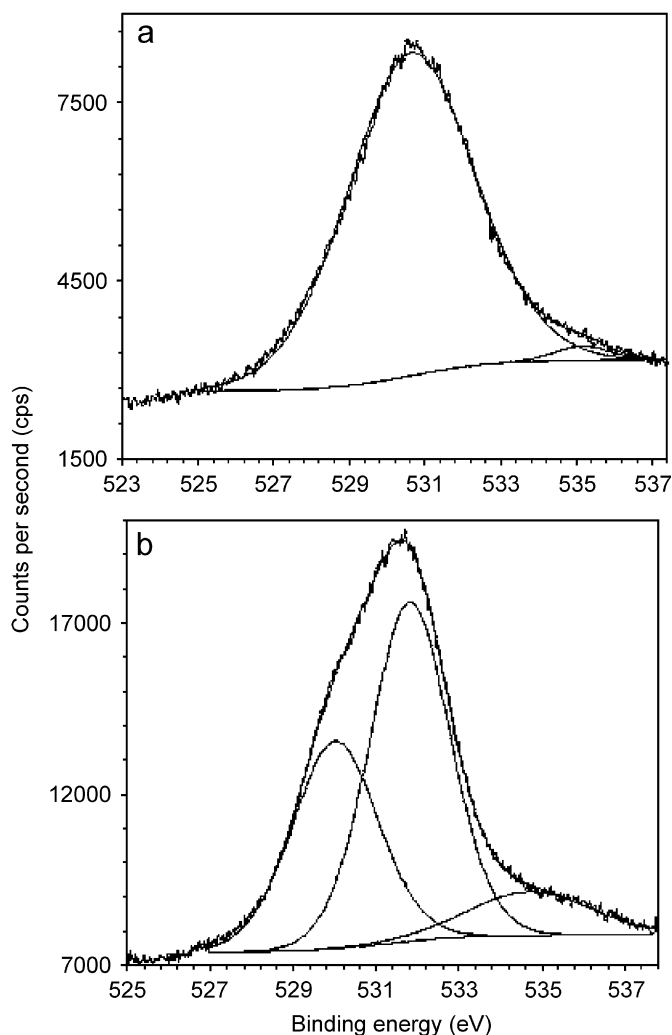 a
7500
4500
1500
523 525 527 529 531 533 535 537
Counts per second (cps)
b
17000
12000
7000
525 527 529 531 533 535 537
Binding energy (eV)